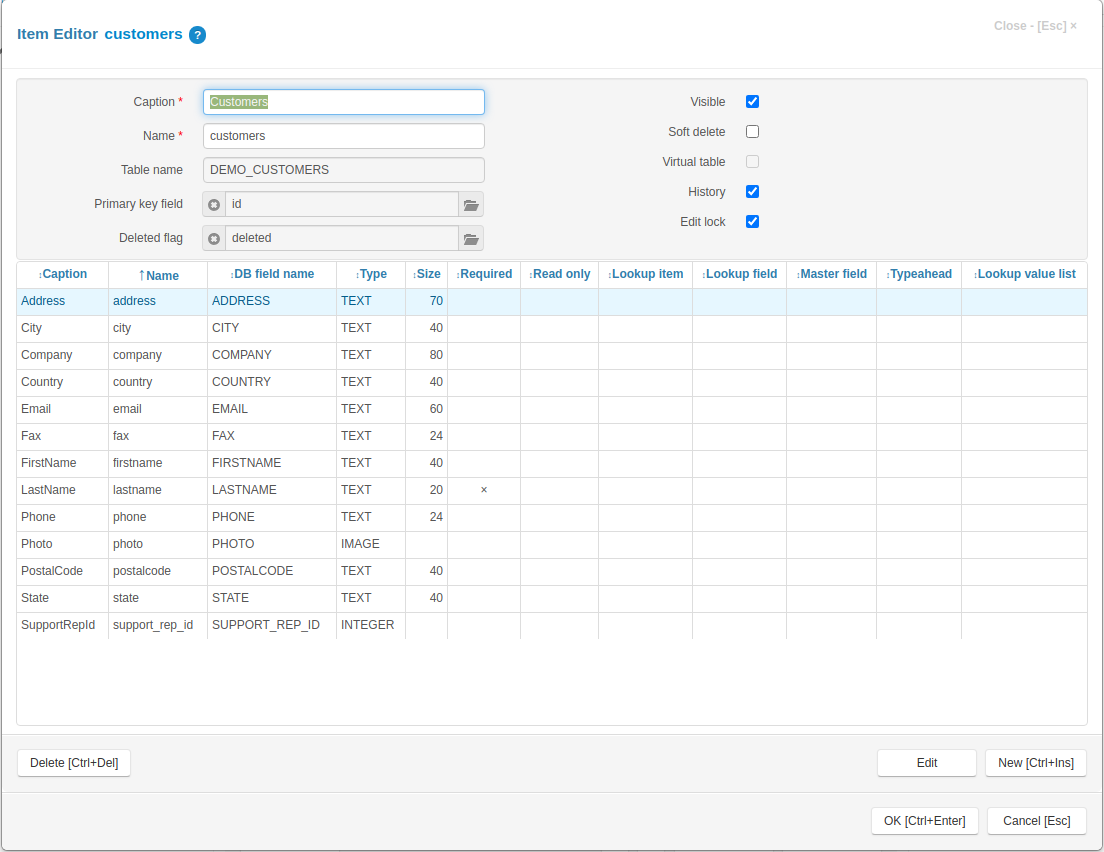 Item Editor customers ?
Close - [Esc] ×
Caption * Customers
Visible
Name * customers
Soft delete
Table name DEMO_CUSTOMERS
Virtual table
Primary key field id
History
Deleted flag deleted
Edit lock
↕Caption ↑Name ↕DB field name ↕Type ↕Size ↕Required ↕Read only ↕Lookup item ↕Lookup field ↕Master field ↕Typeahead ↕Lookup value list
Address address ADDRESS TEXT 70
City city CITY TEXT 40
Company company COMPANY TEXT 80
Country country COUNTRY TEXT 40
Email email EMAIL TEXT 60
Fax fax FAX TEXT 24
FirstName firstname FIRSTNAME TEXT 40
LastName lastname LASTNAME TEXT 20 ×
Phone phone PHONE TEXT 24
Photo photo PHOTO IMAGE
PostalCode postalcode POSTALCODE TEXT 40
State state STATE TEXT 40
SupportRepId support_rep_id SUPPORT_REP_ID INTEGER
Delete [Ctrl+Del] Edit New [Ctrl+Ins]
OK [Ctrl+Enter] Cancel [Esc]